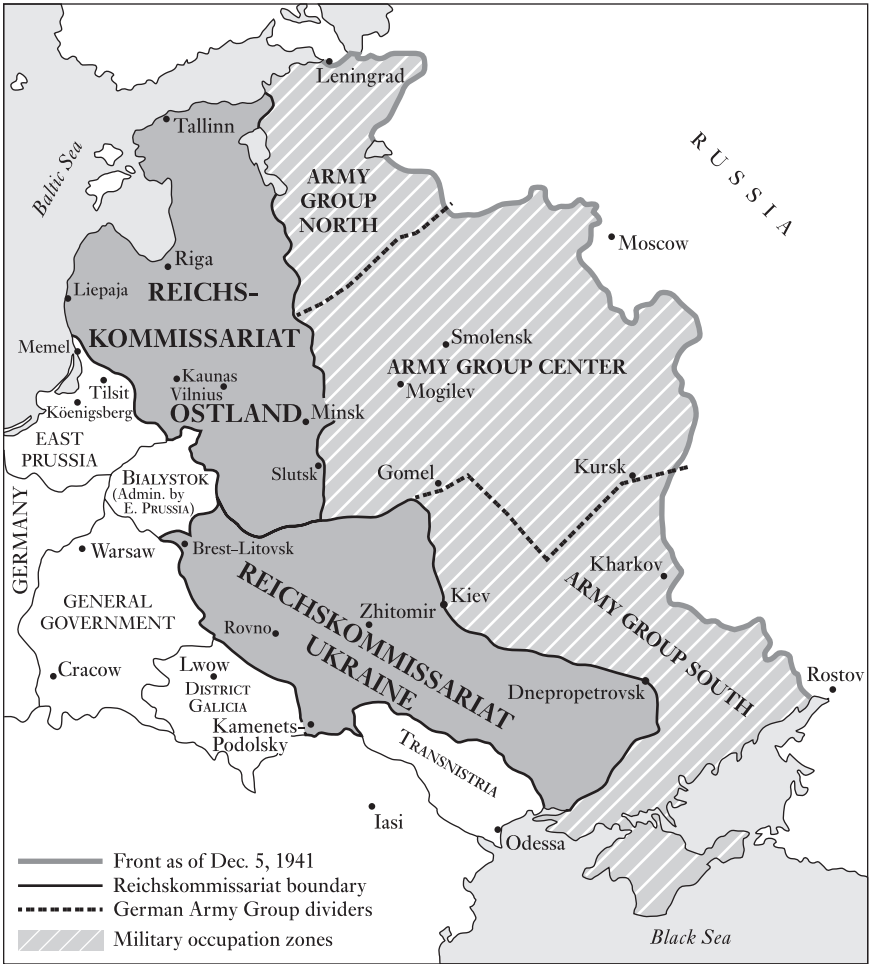 Leningrad
Tallinn
Baltic Sea
RUSSIA
ARMY
GROUP
NORTH
Moscow
Riga
Liepaja
REICHS–
KOMMISSARIAT
OSTLAND
Smolensk
ARMY GROUP CENTER
Mogilev
Memel
Tilsit
Köenigsberg
Kaunas
Vilnius
Minsk
EAST
PRUSSIA
Slutsk
Gomel
Kursk
BIALYSTOK
(Admin. by
E. PRUSSIA)
GERMANY
Warsaw
Brest–Litovsk
Kharkov
GENERAL
GOVERNMENT
REICHSKOMMISSARIAT
UKRAINE
Zhitomir
Kiev
ARMY GROUP SOUTH
Rovno
Cracow
Lwow
DISTRICT
GALICIA
Dnepropetrovsk
Rostov
Kamenets–
Podolsky
TRANSNISTRIA
Iasi
Odessa
Front as of Dec. 5, 1941
Reichskommissariat boundary
German Army Group dividers
Military occupation zones
Black Sea